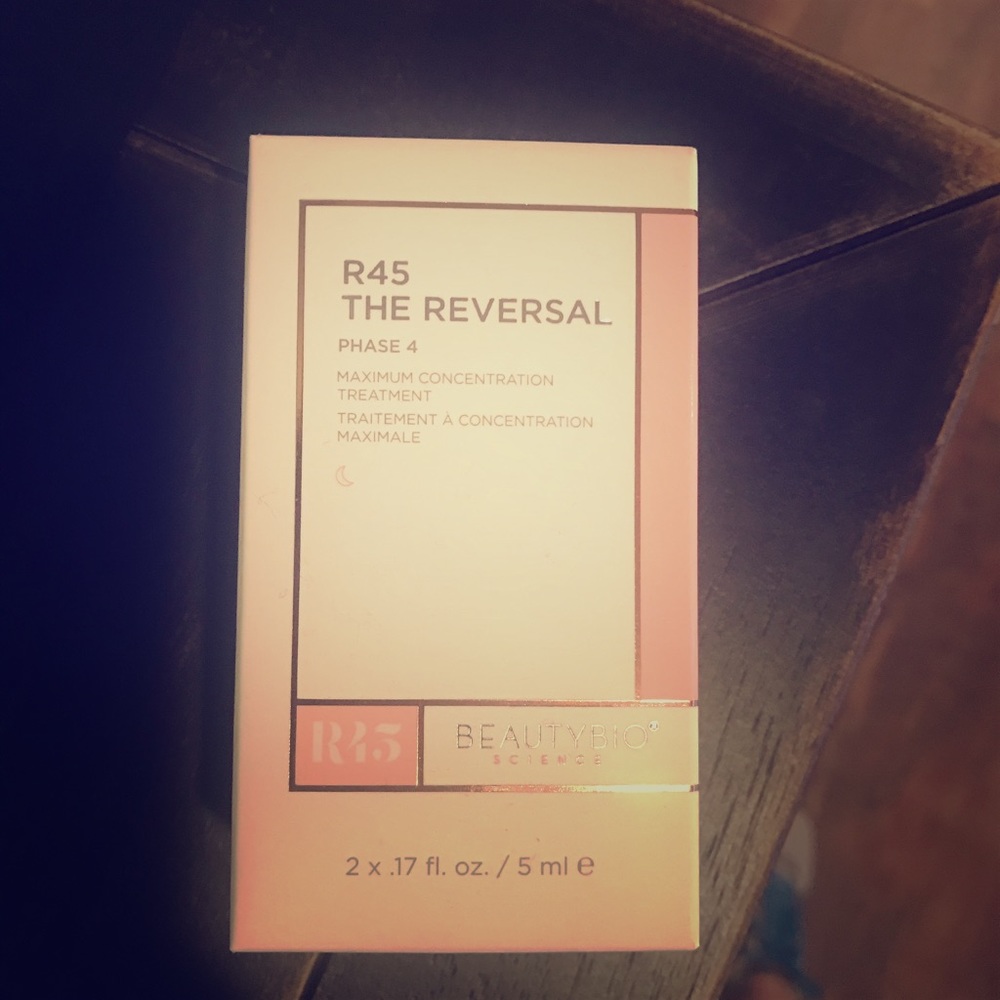 R45
THE REVERSAL
PHASE 4
MAXIMUM CONCENTRATION
TREATMENT
TRAITEMENT À CONCENTRATION
MAXIMALE
R45
BEAUTYBIO®
SCIENCE
2 x .17 fl. oz. / 5 ml ℮